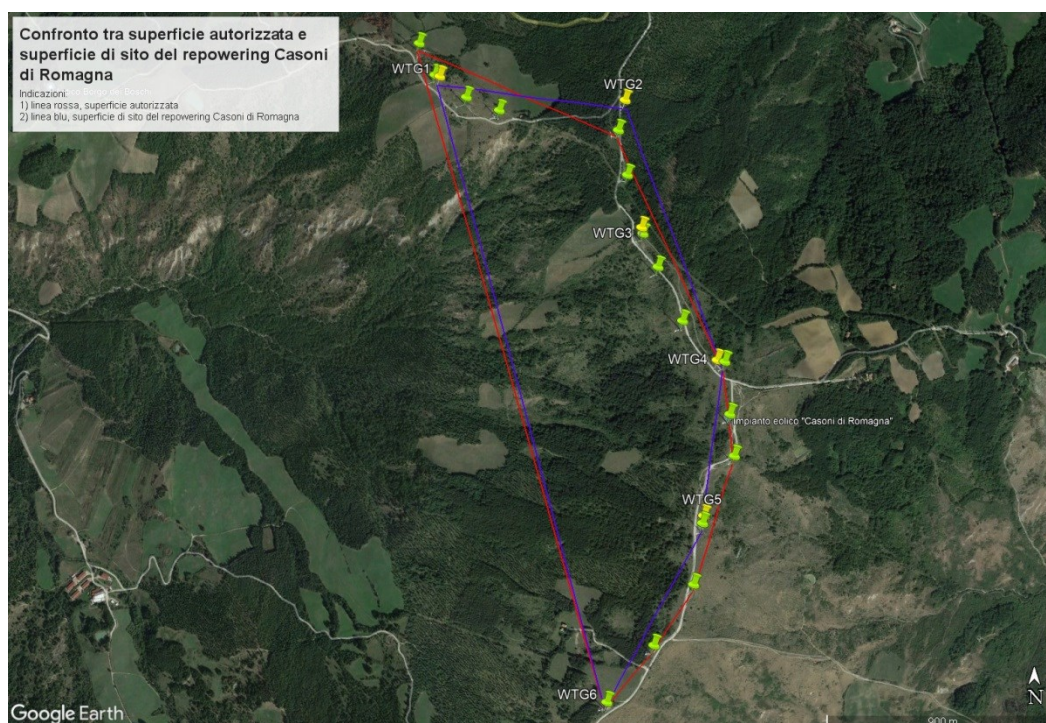 Confronto tra superficie autorizzata e
superficie di sito del repowering Casoni
di Romagna
Indicazioni:
1) linea rossa, superficie autorizzata
2) linea blu, superficie di sito del repowering Casoni di Romagna
WTG1
WTG2
WTG3
WTG4
Impianto eolico "Casoni di Romagna"
WTG5
WTG6
N
Google Earth
900 m